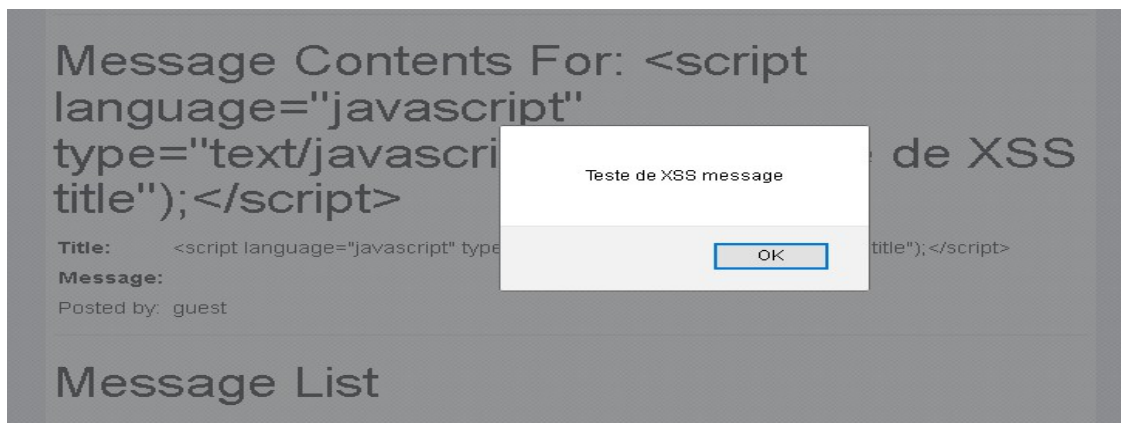 Message Contents For: <script
language="javascript"
type="text/javascri de XSS
title");</script>
Teste de XSS message
OK
Title: <script language="javascript" type title");</script>
Message:
Posted by: guest
Message List